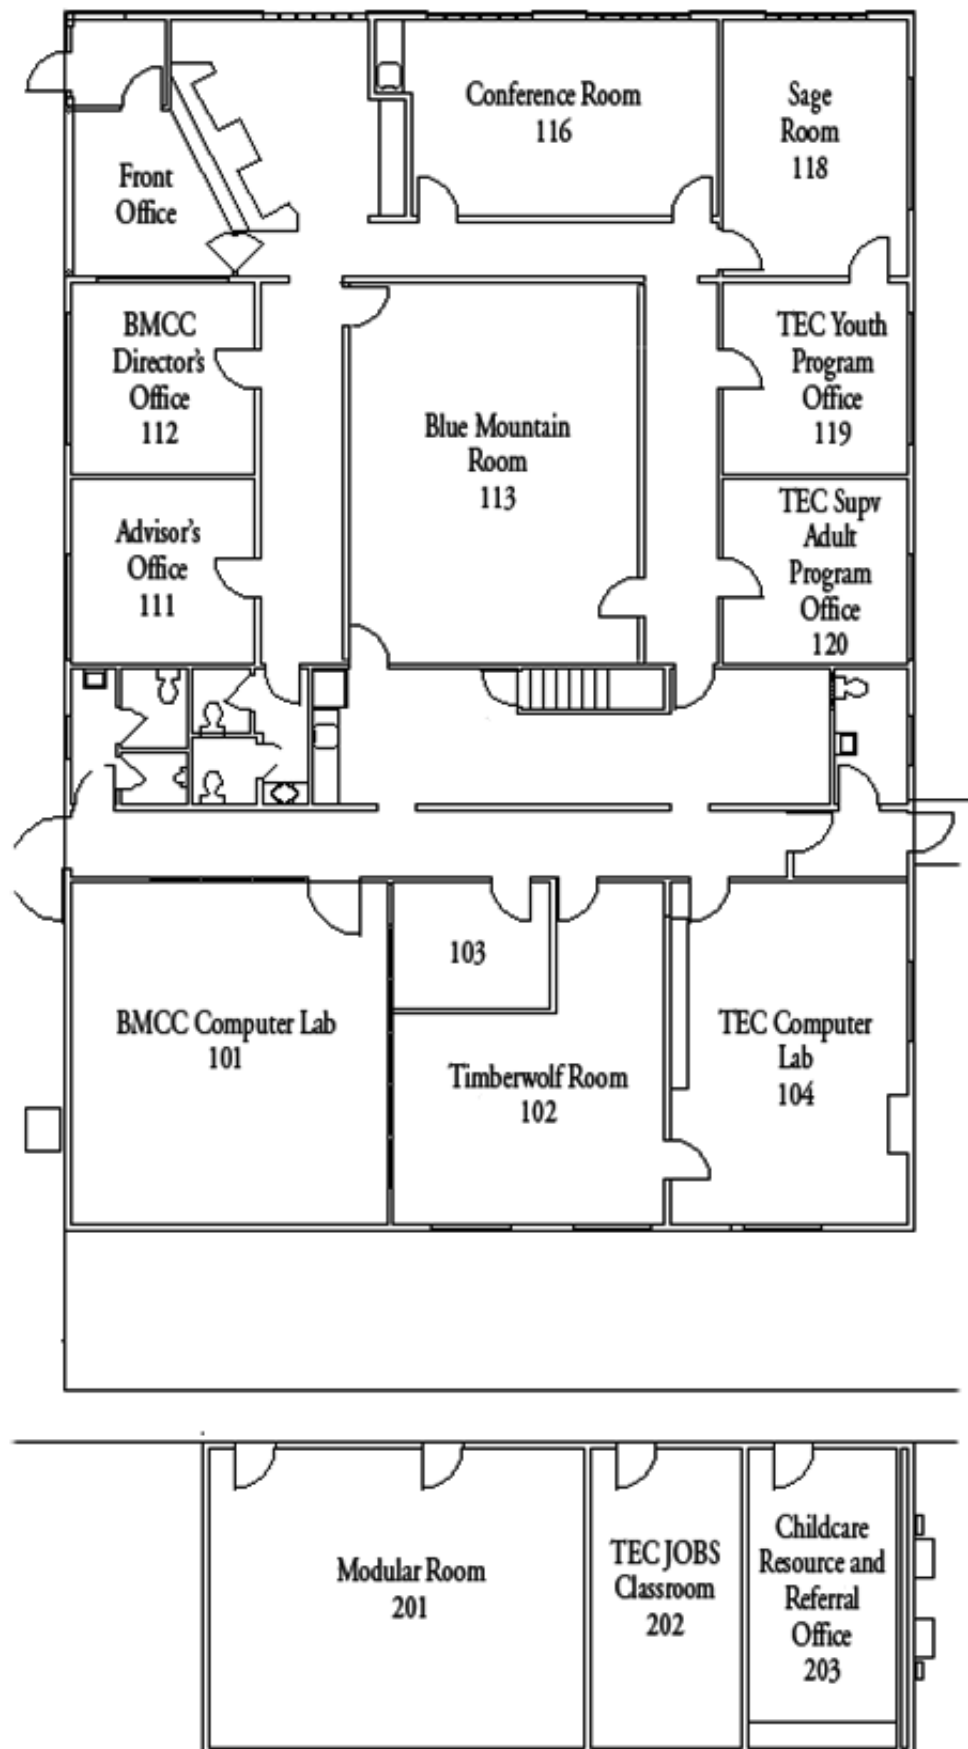 Conference Room
116
Sage
Room
118
Front
Office
BMCC
Director's
Office
112
Blue Mountain
Room
113
TEC Youth
Program
Office
119
Advisor's
Office
111
TEC Supv
Adult
Program
Office
120
103
BMCC Computer Lab
101
Timberwolf Room
102
TEC Computer
Lab
104
Modular Room
201
TEC JOBS
Classroom
202
Childcare
Resource and
Referral
Office
203